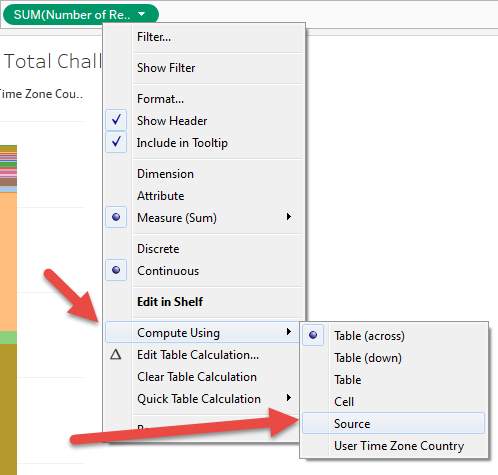 SUM(Number of Re..
Total Chall
Time Zone Cou..
Filter...
Show Filter
Format...
Show Header
Include in Tooltip
Dimension
Attribute
Measure (Sum)
Discrete
Continuous
Edit in Shelf
Compute Using
Edit Table Calculation...
Clear Table Calculation
Quick Table Calculation
Table (across)
Table (down)
Table
Cell
Source
User Time Zone Country